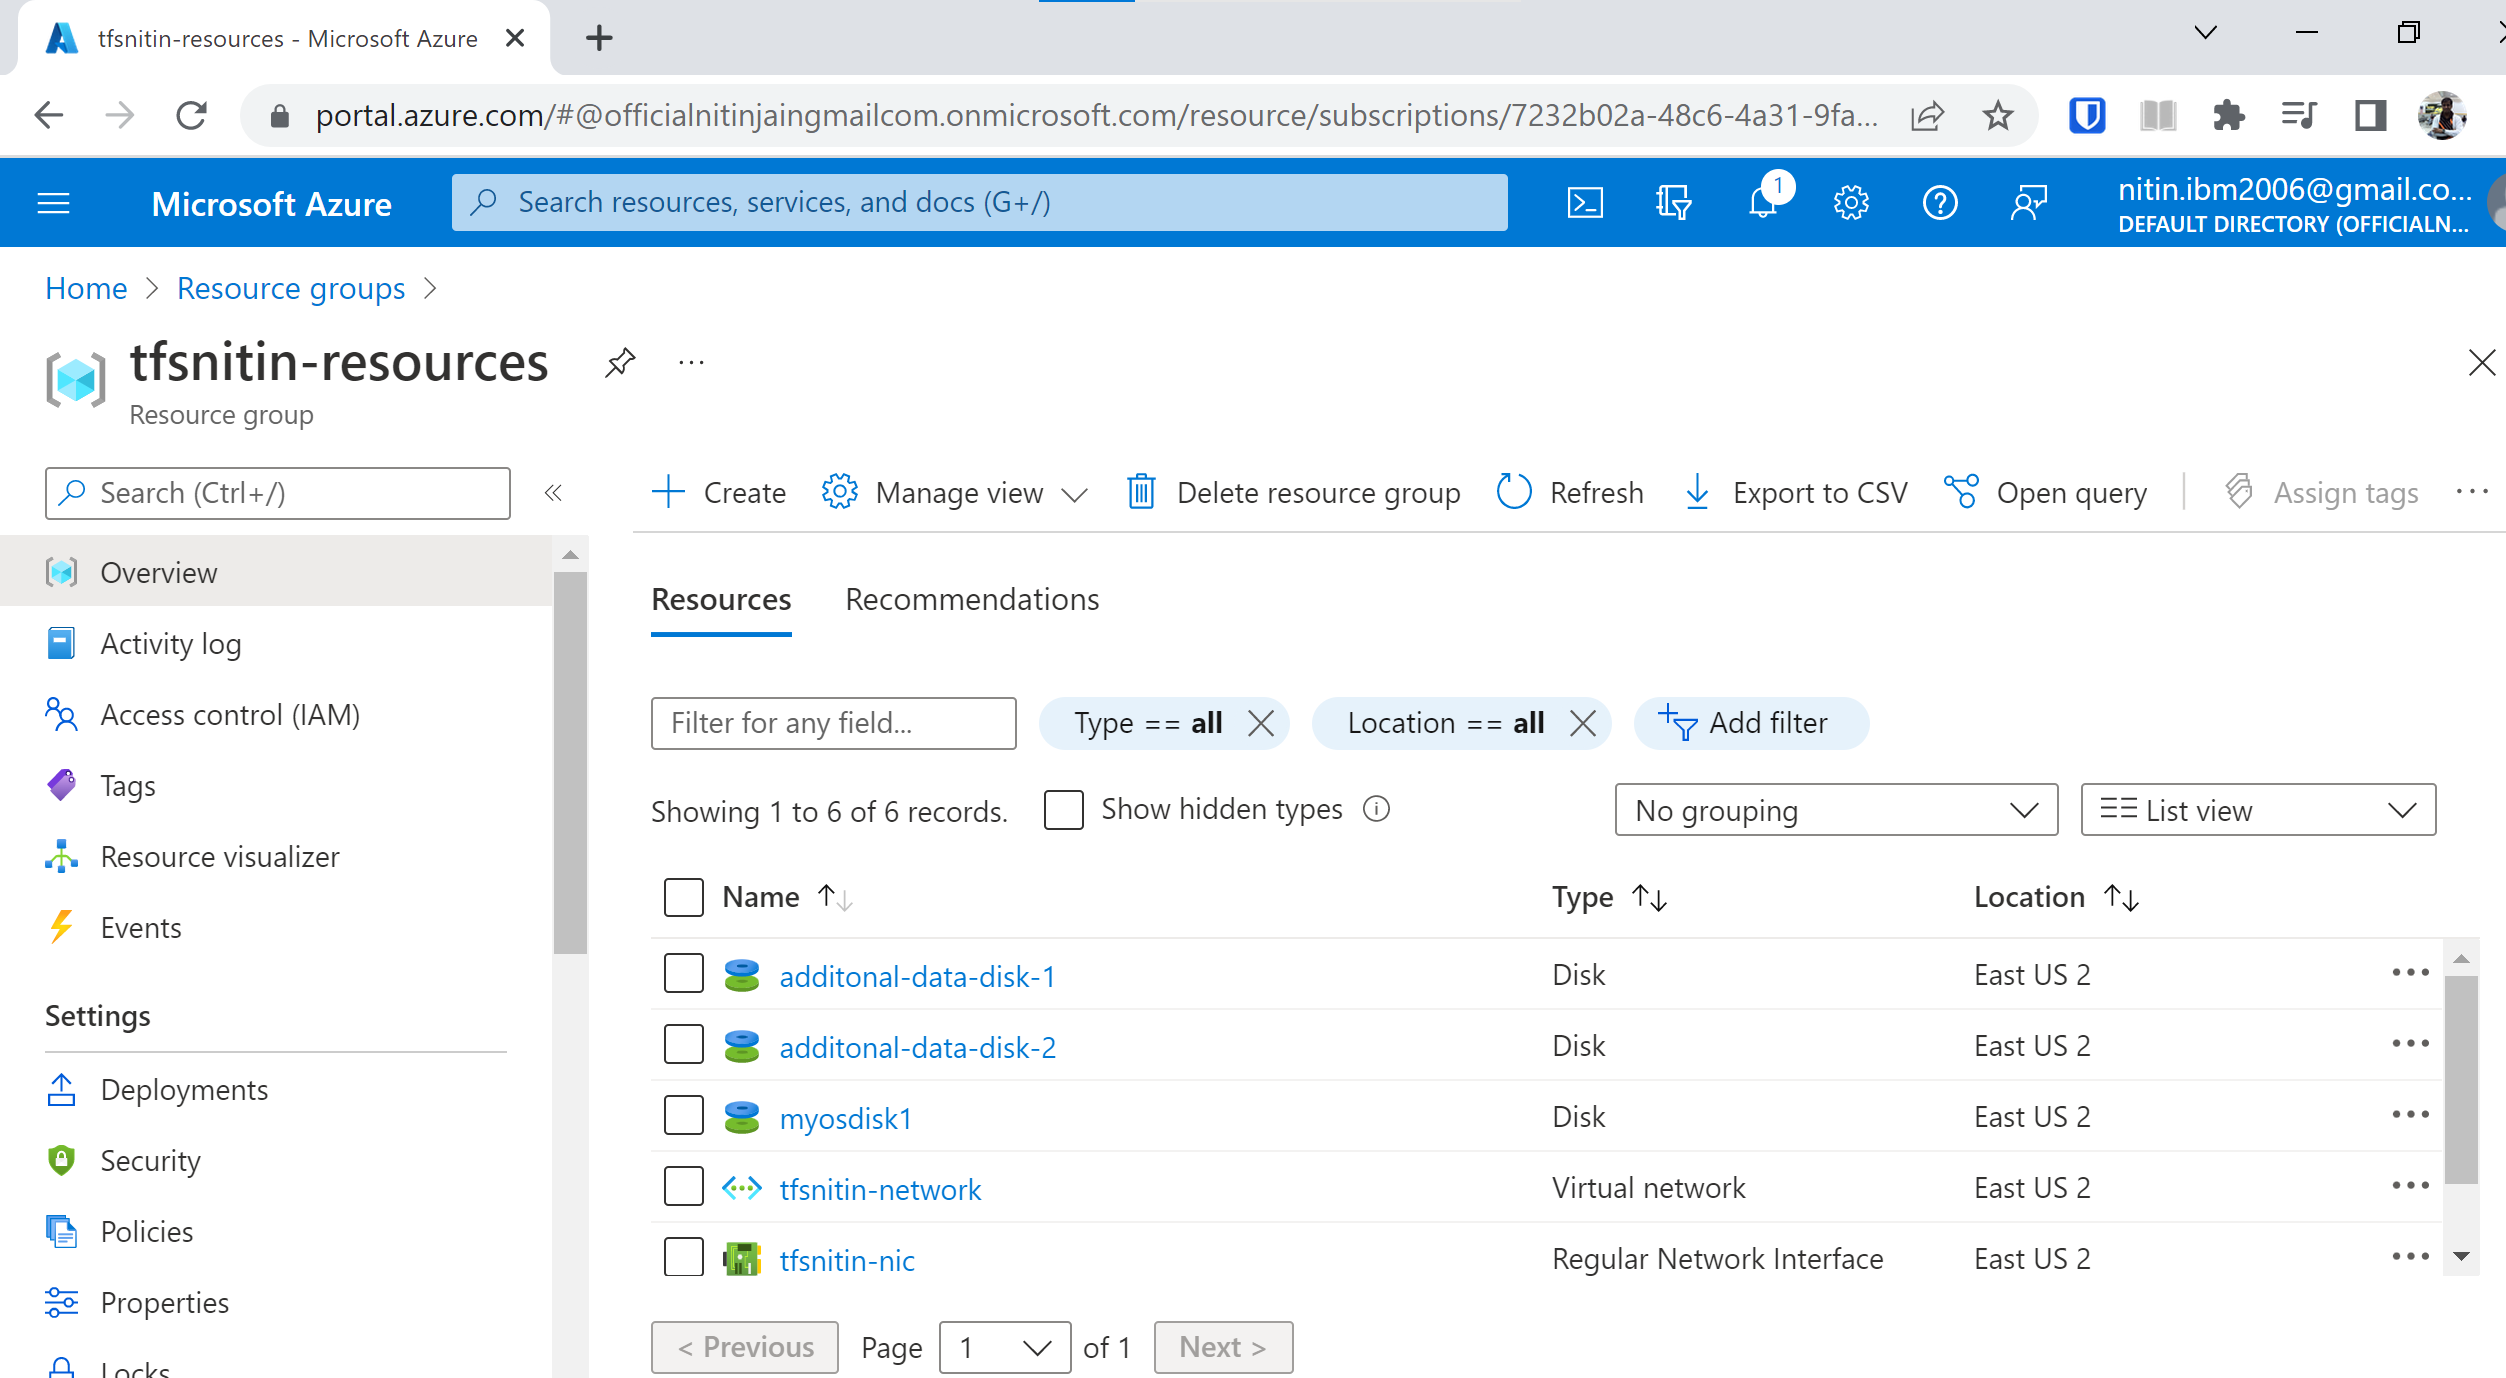 tfsnitin-resources - Microsoft Azure
portal.azure.com/#@officialnitinjaingmailcom.onmicrosoft.com/resource/subscriptions/7232b02a-48c6-4a31-9fa...
Microsoft Azure
Search resources, services, and docs (G+/)
1
nitin.ibm2006@gmail.co...
DEFAULT DIRECTORY (OFFICIALN...
Home > Resource groups >
tfsnitin-resources
Resource group
Search (Ctrl+/)
Create Manage view Delete resource group Refresh Export to CSV Open query Assign tags
Overview
Activity log
Access control (IAM)
Tags
Resource visualizer
Events
Settings
Deployments
Security
Policies
Properties
Locks
Resources Recommendations
Filter for any field... Type == all Location == all Add filter
Showing 1 to 6 of 6 records. Show hidden types No grouping List view
Name Type Location
additonal-data-disk-1 Disk East US 2
additonal-data-disk-2 Disk East US 2
myosdisk1 Disk East US 2
tfsnitin-network Virtual network East US 2
tfsnitin-nic Regular Network Interface East US 2
< Previous Page 1 of 1 Next >